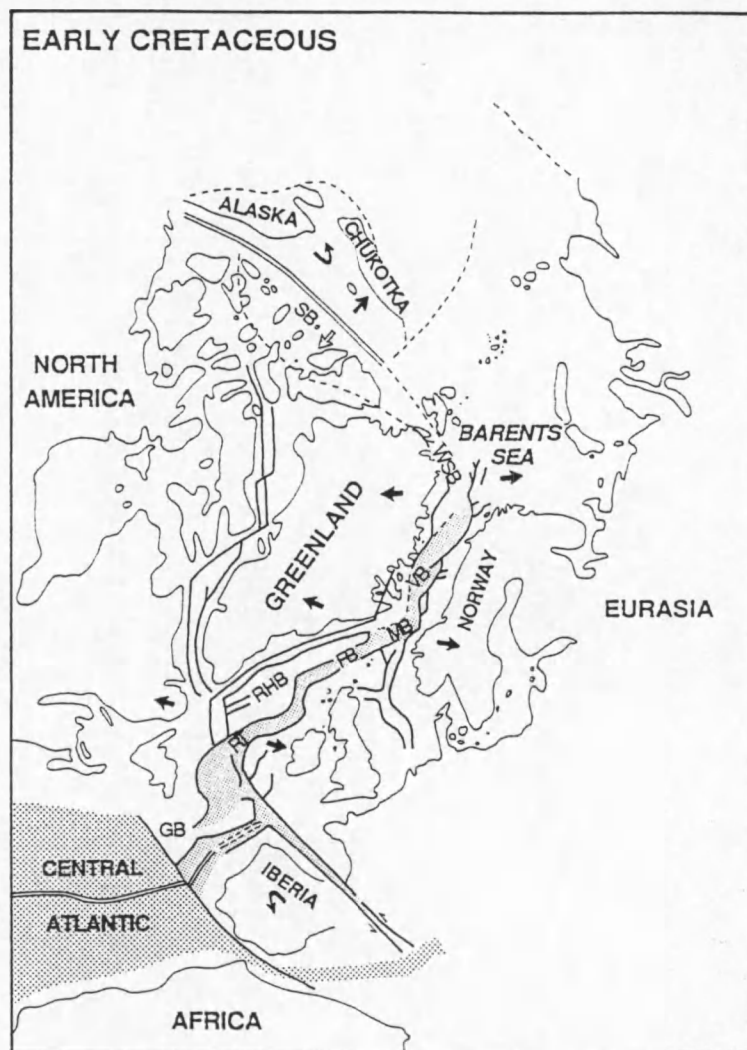 EARLY CRETACEOUS
ALASKA
CHUKOTKA
SB
NORTH
AMERICA
BARENTS
SEA
WSB
GREENLAND
VB
NORWAY
EURASIA
MB
FB
RHB
RT
GB
CENTRAL
IBERIA
ATLANTIC
AFRICA